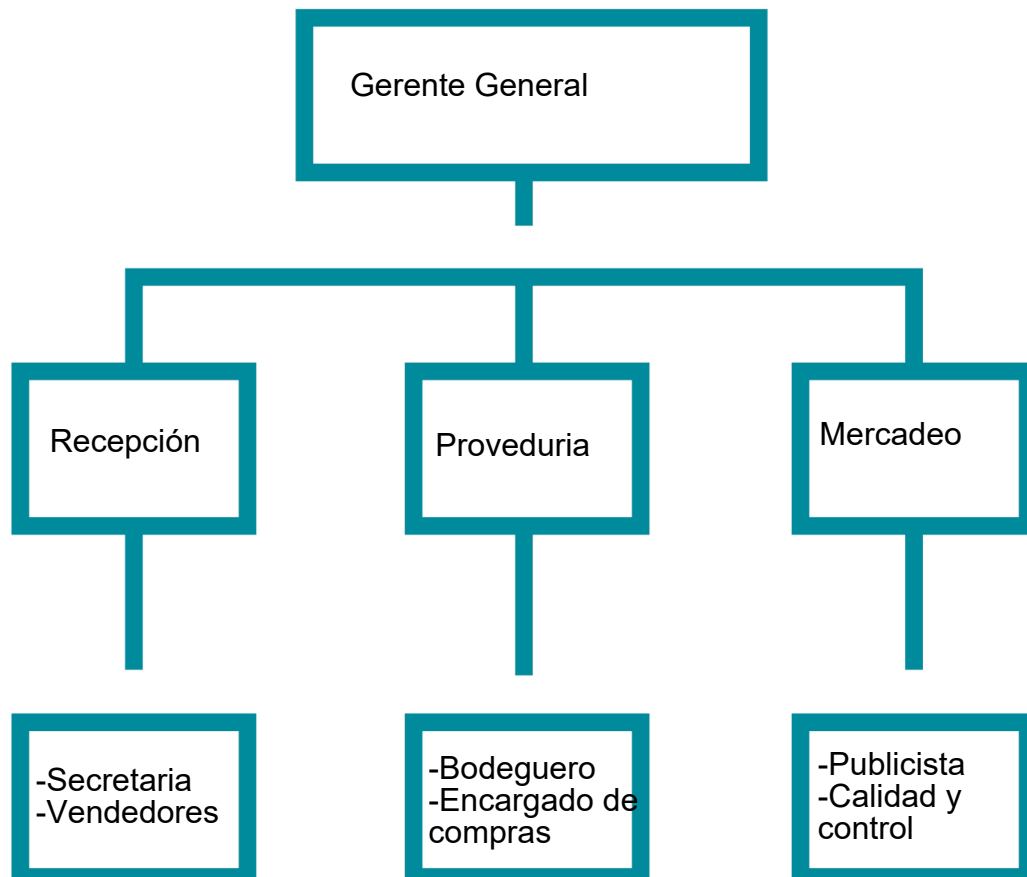 Gerente General
Recepción
Proveduria
Mercadeo
-Secretaria
-Vendedores
-Bodeguero
-Encargado de
compras
-Publicista
-Calidad y
control